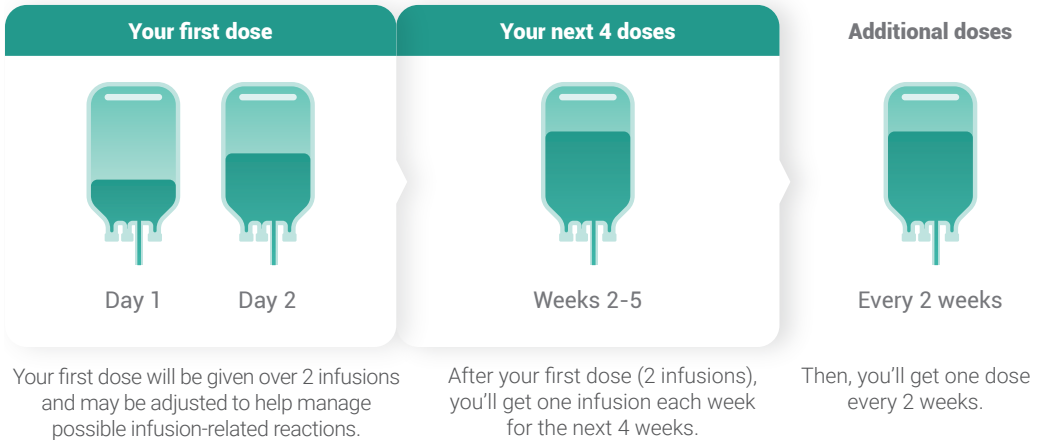 Your first dose
Day 1
Day 2
Your first dose will be given over 2 infusions
and may be adjusted to help manage
possible infusion-related reactions.
Your next 4 doses
Weeks 2-5
After your first dose (2 infusions),
you’ll get one infusion each week
for the next 4 weeks.
Additional doses
Every 2 weeks
Then, you’ll get one dose
every 2 weeks.